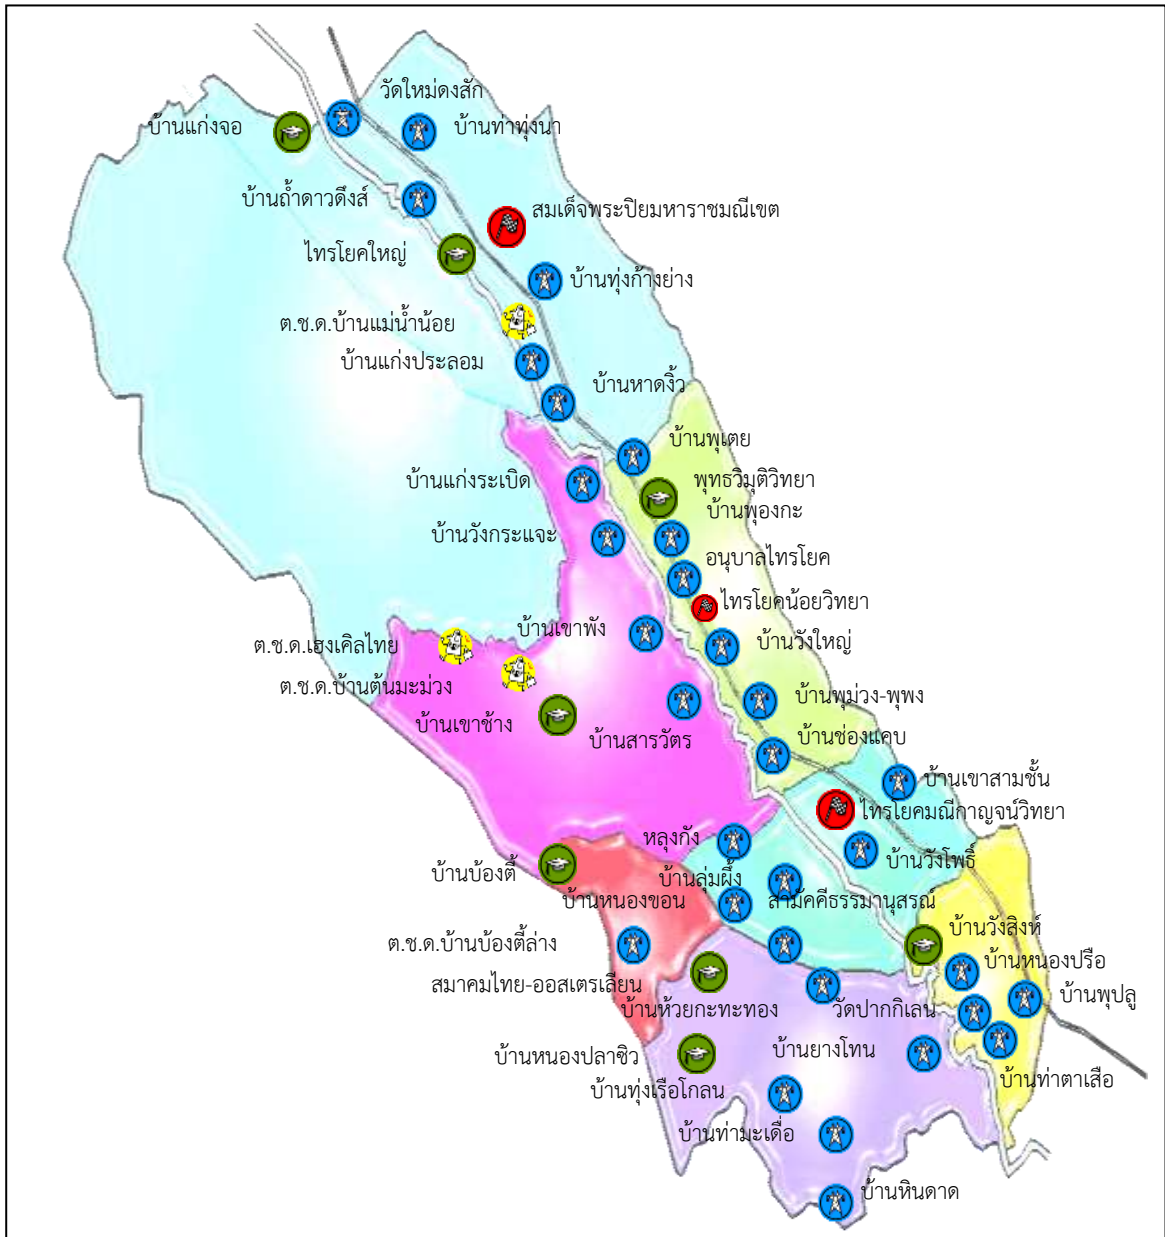 วัดใหม่ดงสัก
บ้านแก่งจอ
บ้านท่าทุ่งนา
บ้านถ้ำดาวดึงส์
สมเด็จพระปิยมหาราชมณีเขต
ไทรโยคใหญ่
บ้านทุ่งก้างย่าง
ต.ช.ด.บ้านแม่น้ำน้อย
บ้านแก่งประลอม
บ้านหาดงิ้ว
บ้านพุเตย
บ้านแก่งระเบิด
พุทธวิมุติวิทยา
บ้านพุองกะ
บ้านวังกระแจะ
อนุบาลไทรโยค
ไทรโยคน้อยวิทยา
บ้านเขาพัง
ต.ช.ด.เฮงเคิลไทย
บ้านวังใหญ่
ต.ช.ด.บ้านต้นมะม่วง
บ้านพุม่วง-พุพง
บ้านเขาช้าง
บ้านสารวัตร
บ้านช่องแคบ
บ้านเขาสามชั้น
ไทรโยคมณีกาญจน์วิทยา
หลุงกัง
บ้านวังโพธิ์
บ้านบ้องตี้
บ้านลุ่มผึ้ง
บ้านหนองขอน
สามัคคีธรรมานุสรณ์
บ้านวังสิงห์
ต.ช.ด.บ้านบ้องตี้ล่าง
บ้านหนองปรือ
สมาคมไทย-ออสเตรเลียน
บ้านพุปลู
บ้านห้วยกะทะทอง
วัดปากกิเลน
บ้านหนองปลาซิว
บ้านยางโทน
บ้านท่าตาเสือ
บ้านทุ่งเรือโกลน
บ้านท่ามะเดื่อ
บ้านหินดาด